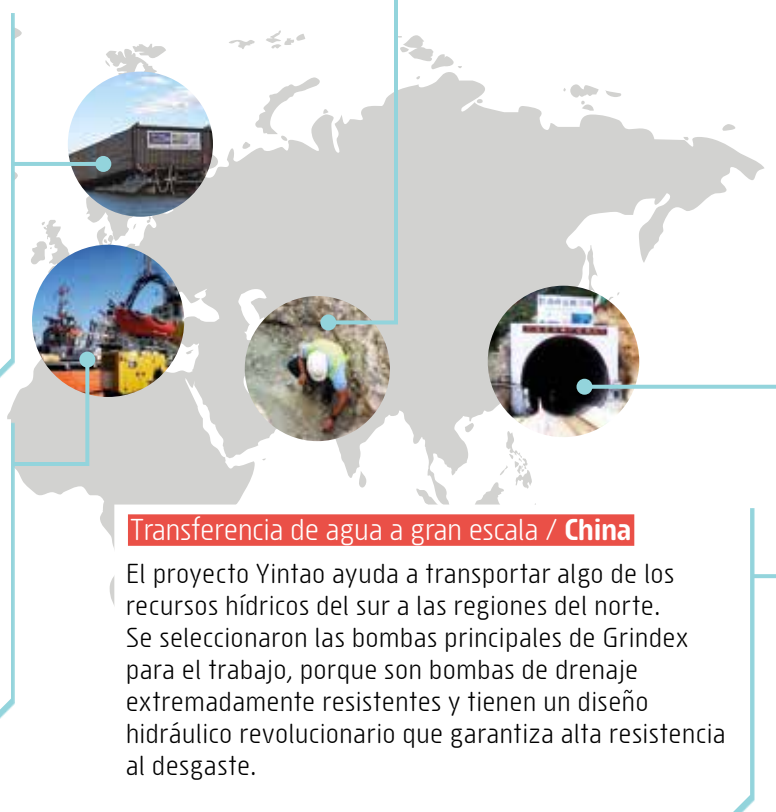 Transferencia de agua a gran escala / China
El proyecto Yintao ayuda a transportar algo de los
recursos hídricos del sur a las regiones del norte.
Se seleccionaron las bombas principales de Grindex
para el trabajo, porque son bombas de drenaje
extremadamente resistentes y tienen un diseño
hidráulico revolucionario que garantiza alta resistencia
al desgaste.